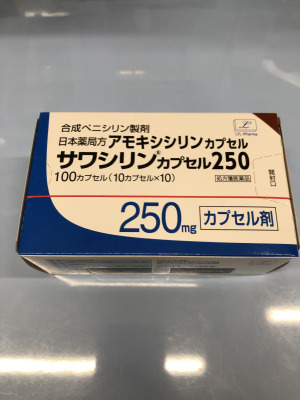 合成ペニシリン製剤
日本薬局方 アモキシシリンカプセル
サワシリン®カプセル250
100カプセル(10カプセル×10)
処方箋医薬品
開封口
LTL Pharma
250mg
カプセル剤